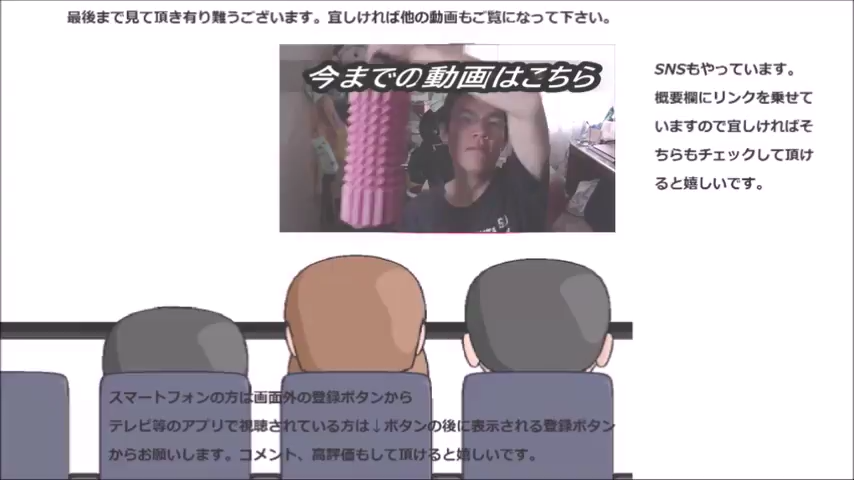 最後まで見て頂き有り難うございます。宜しければ他の動画もご覧になって下さい。
今までの動画はこちら
SNSもやっています。
概要欄にリンクを乗せて
いますので宜しければそ
ちらもチェックして頂け
ると嬉しいです。
スマートフォンの方は画面外の登録ボタンから
テレビ等のアプリで視聴されている方は↓ボタンの後に表示される登録ボタン
からお願いします。コメント、高評価もして頂けると嬉しいです。